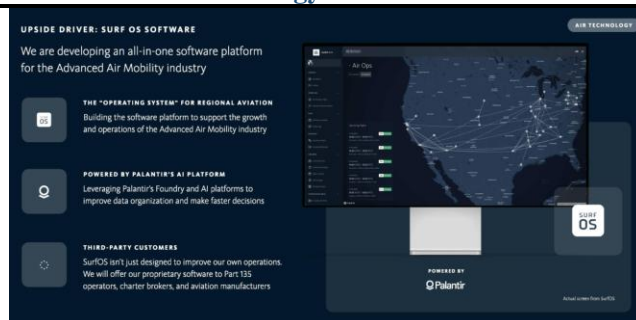 UPSIDE DRIVER: SURF OS SOFTWARE
AIR TECHNOLOGY
We are developing an all-in-one software platform
for the Advanced Air Mobility industry
THE "OPERATING SYSTEM" FOR REGIONAL AVIATION
Building the software platform to support the growth
and operations of the Advanced Air Mobility industry
POWERED BY PALANTIR'S AI PLATFORM
Leveraging Palantir's Foundry and AI platforms to
improve data organization and make faster decisions
THIRD-PARTY CUSTOMERS
SurfOS isn't just designed to improve our own operations.
We will offer our proprietary software to Part 135
operators, charter brokers, and aviation manufacturers
Air Ops
SURF
OS
POWERED BY
Palantir
Actual screen from SurfOS